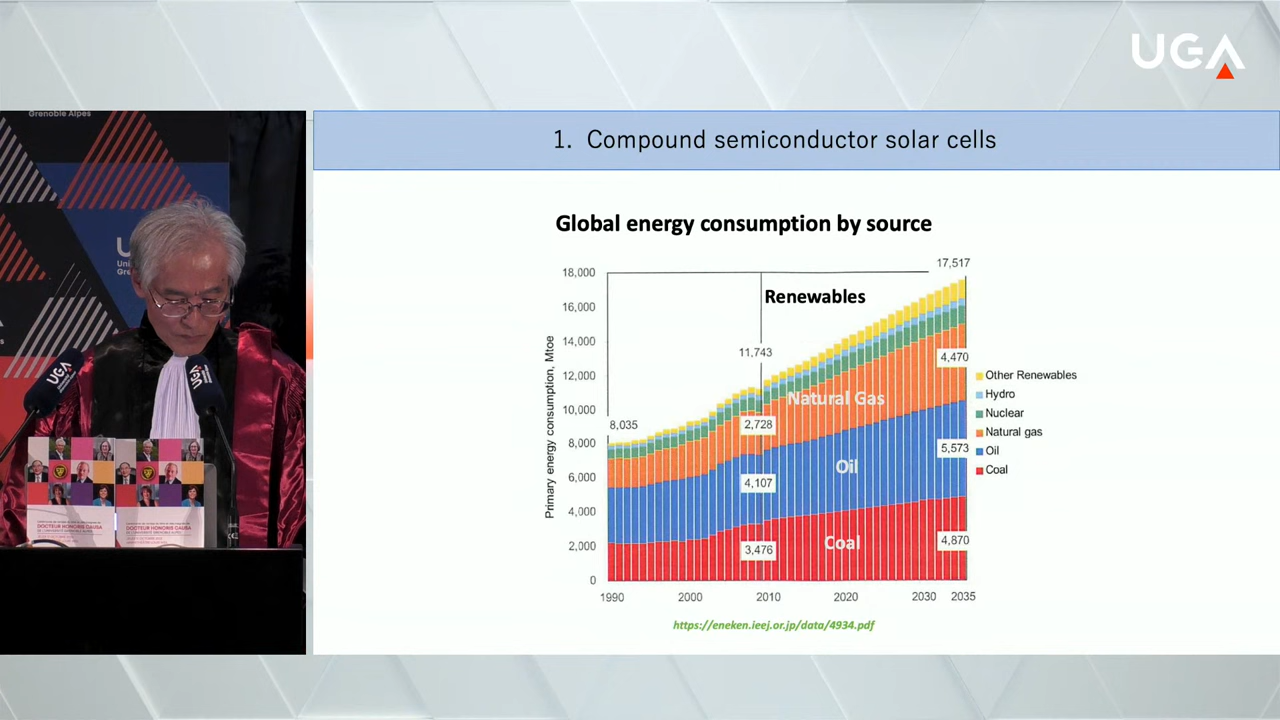 UGA
Grenoble Alpes
1. Compound semiconductor solar cells
Global energy consumption by source
17,517
18,000
16,000
14,000
12,000
10,000
8,000
6,000
4,000
2,000
0
Primary energy consumption, Mtoe
Renewables
11,743
8,035
Natural Gas
2,728
Oil
4,107
Coal
3,476
4,470
5,573
4,870
Other Renewables
Hydro
Nuclear
Natural gas
Oil
Coal
1990
2000
2010
2020
2030
2035
https://eneken.ieej.or.jp/data/4934.pdf
UGA
UGA
DOCTEUR HONORIS CAUSA
DOCTEUR HONORIS CAUSA